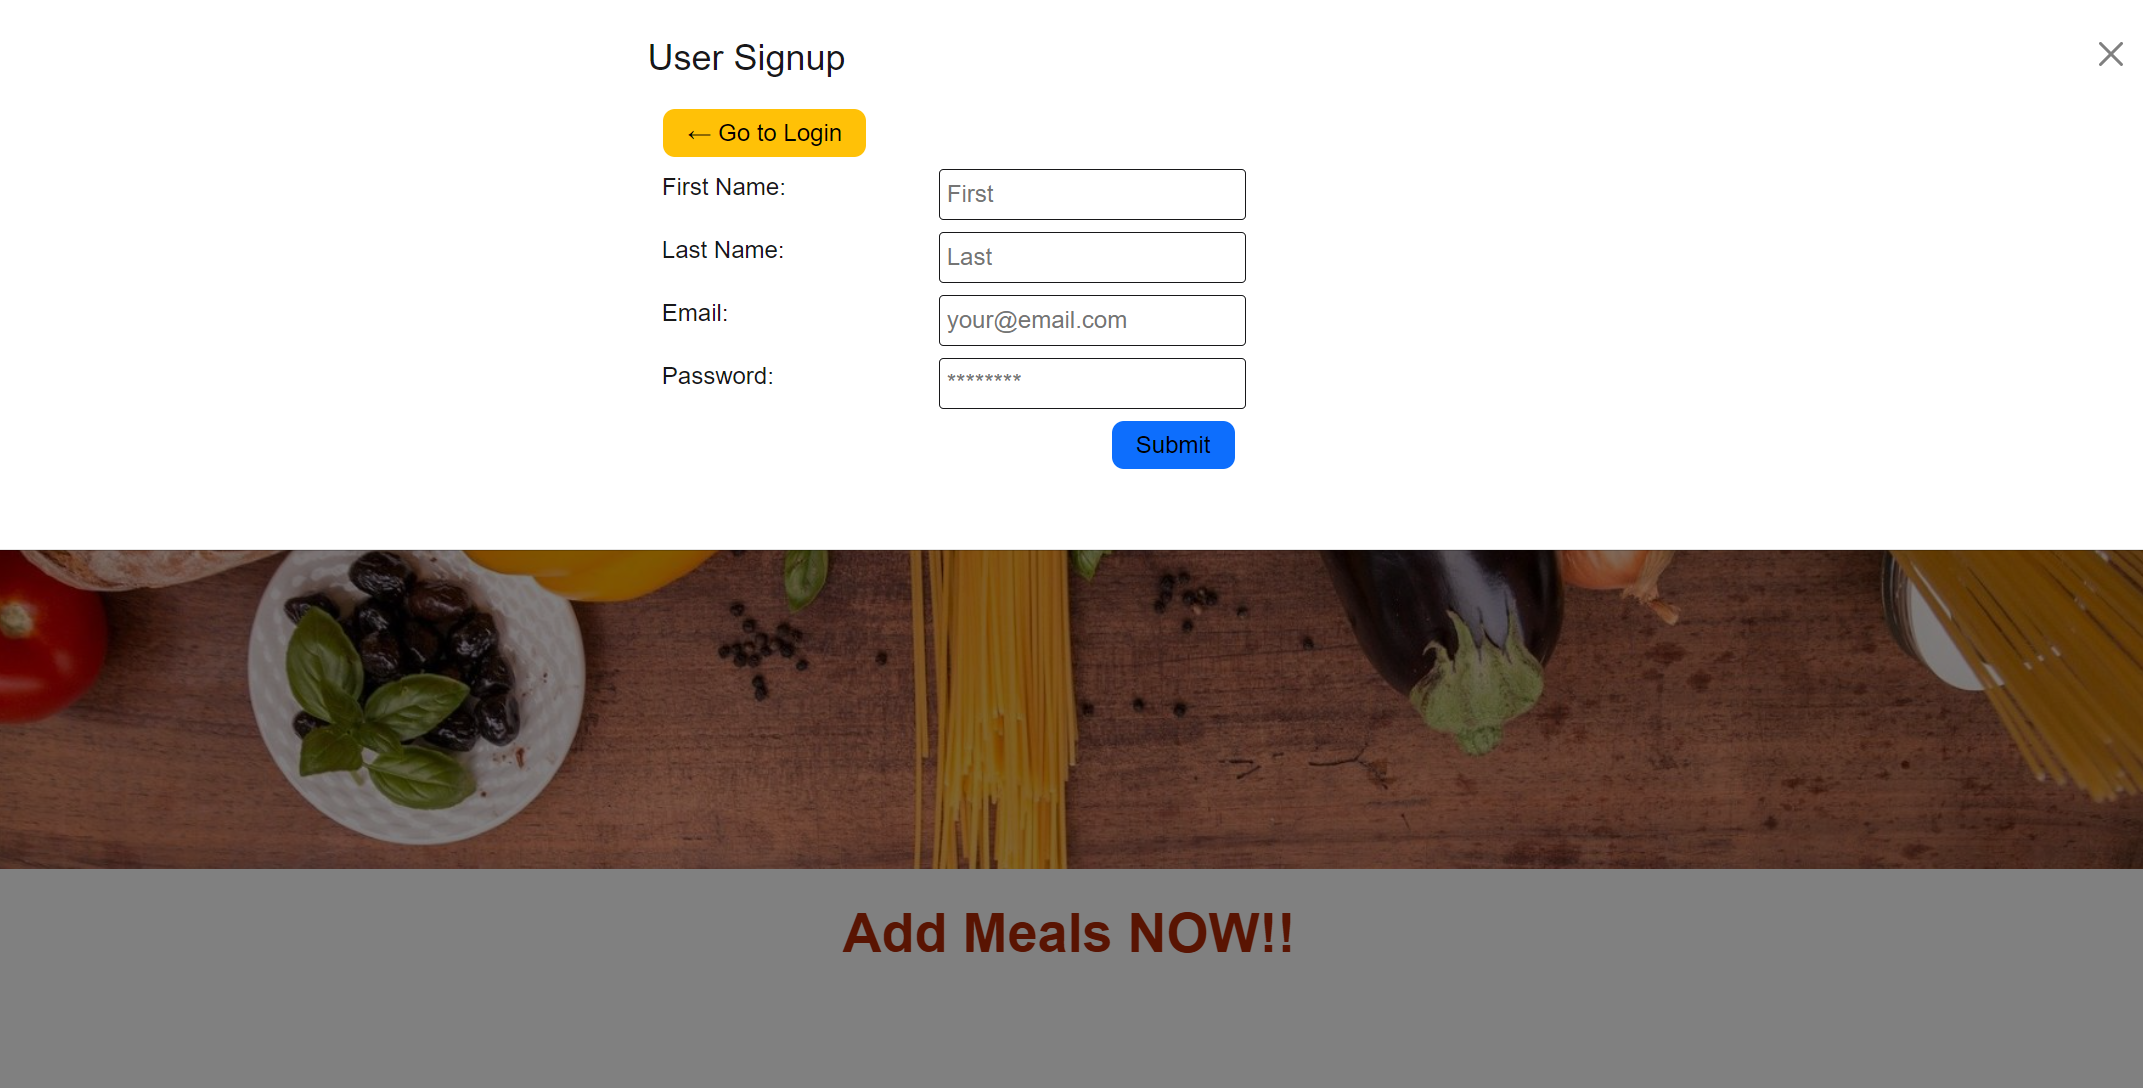 User Signup
← Go to Login
First Name: First
Last Name: Last
Email: your@email.com
Password: ********
Submit
Add Meals NOW!!